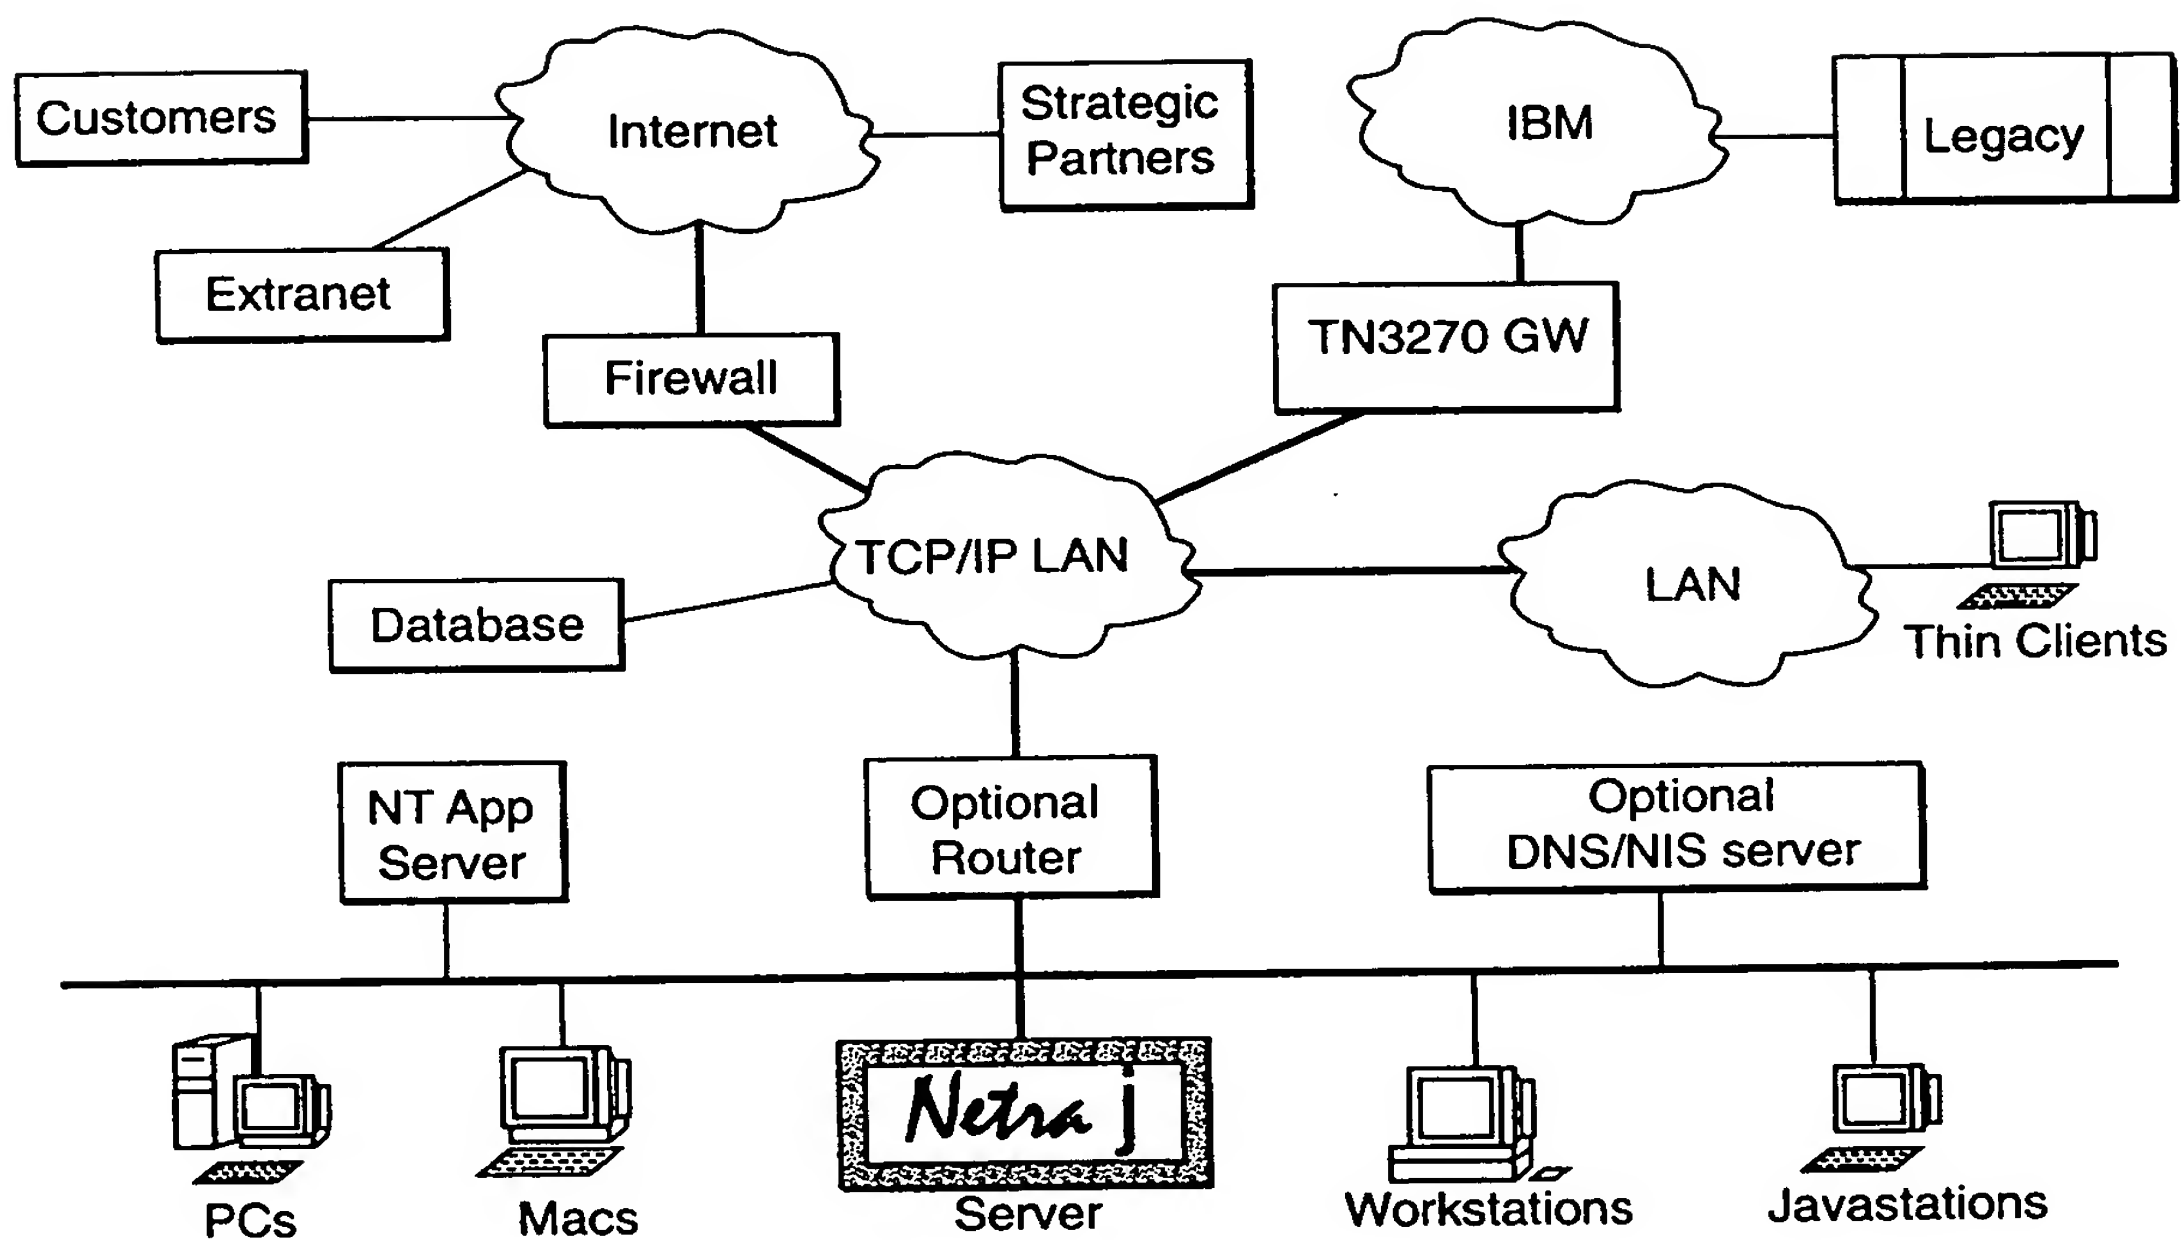 Customers
Internet
Strategic
Partners
IBM
Legacy
Extranet
Firewall
TN3270 GW
TCP/IP LAN
LAN
Thin Clients
Database
NT App
Server
Optional
Router
Optional
DNS/NIS server
Netra j
PCs
Macs
Server
Workstations
Javastations